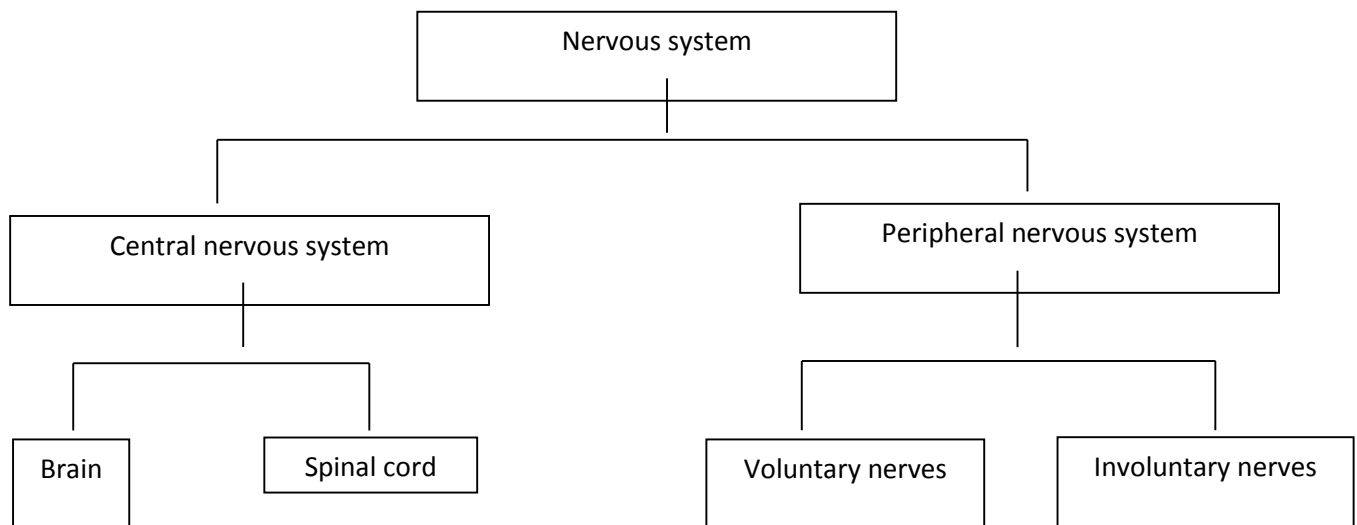 Nervous system
Central nervous system
Peripheral nervous system
Brain
Spinal cord
Voluntary nerves
Involuntary nerves